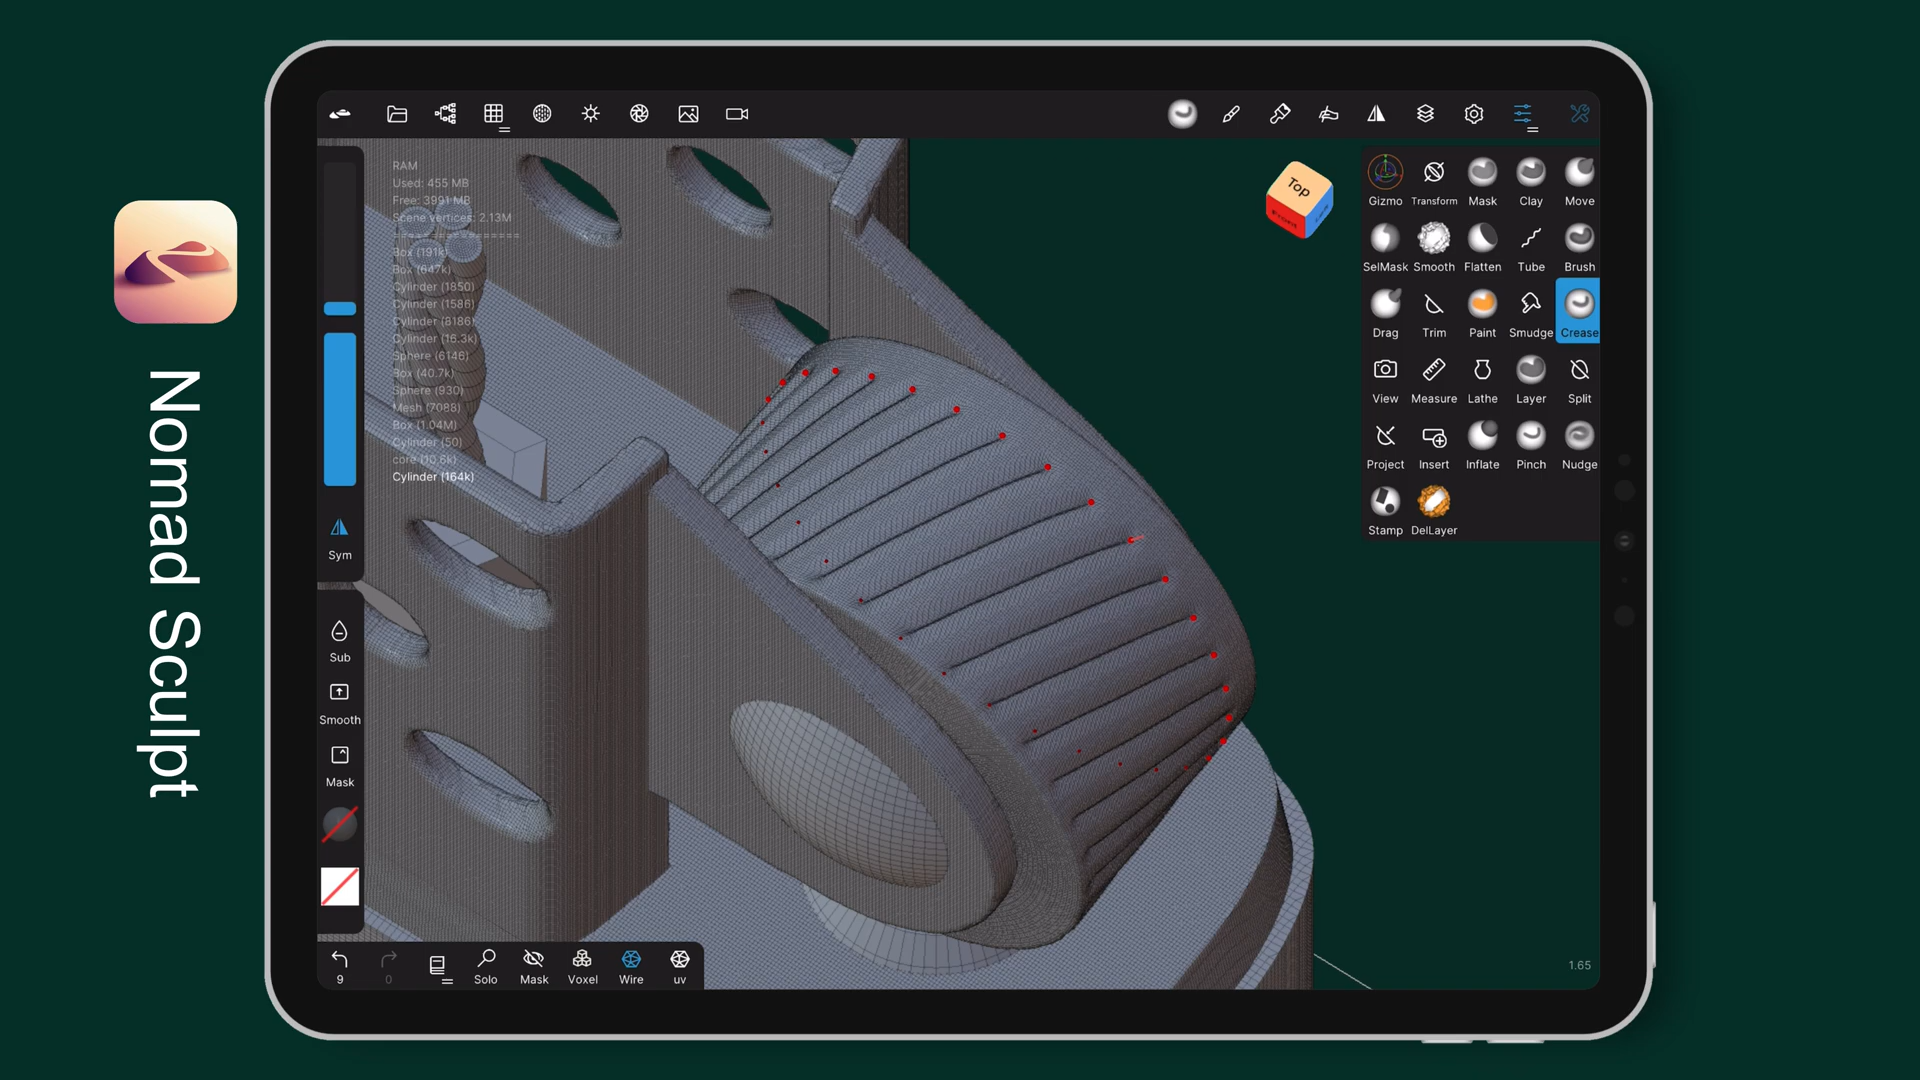 Nomad Sculpt
RAM
Used: 455 MB
Free: 3991 MB
Scene vertices: 2.13M
====================
Box (191k)
Box (647k)
Cylinder (1850)
Cylinder (1586)
Cylinder (8186)
Cylinder (16.3k)
Sphere (6146)
Box (40.7k)
Sphere (930)
Mesh (7088)
Box (1.04M)
Cylinder (50)
core (10.6k)
Cylinder (164k)
Top
Front
Gizmo Transform Mask Clay Move
SelMask Smooth Flatten Tube Brush
Drag Trim Paint Smudge Crease
View Measure Lathe Layer Split
Project Insert Inflate Pinch Nudge
Stamp DelLayer
Sym
Sub
Smooth
Mask
9 0 Solo Mask Voxel Wire uv
1.65